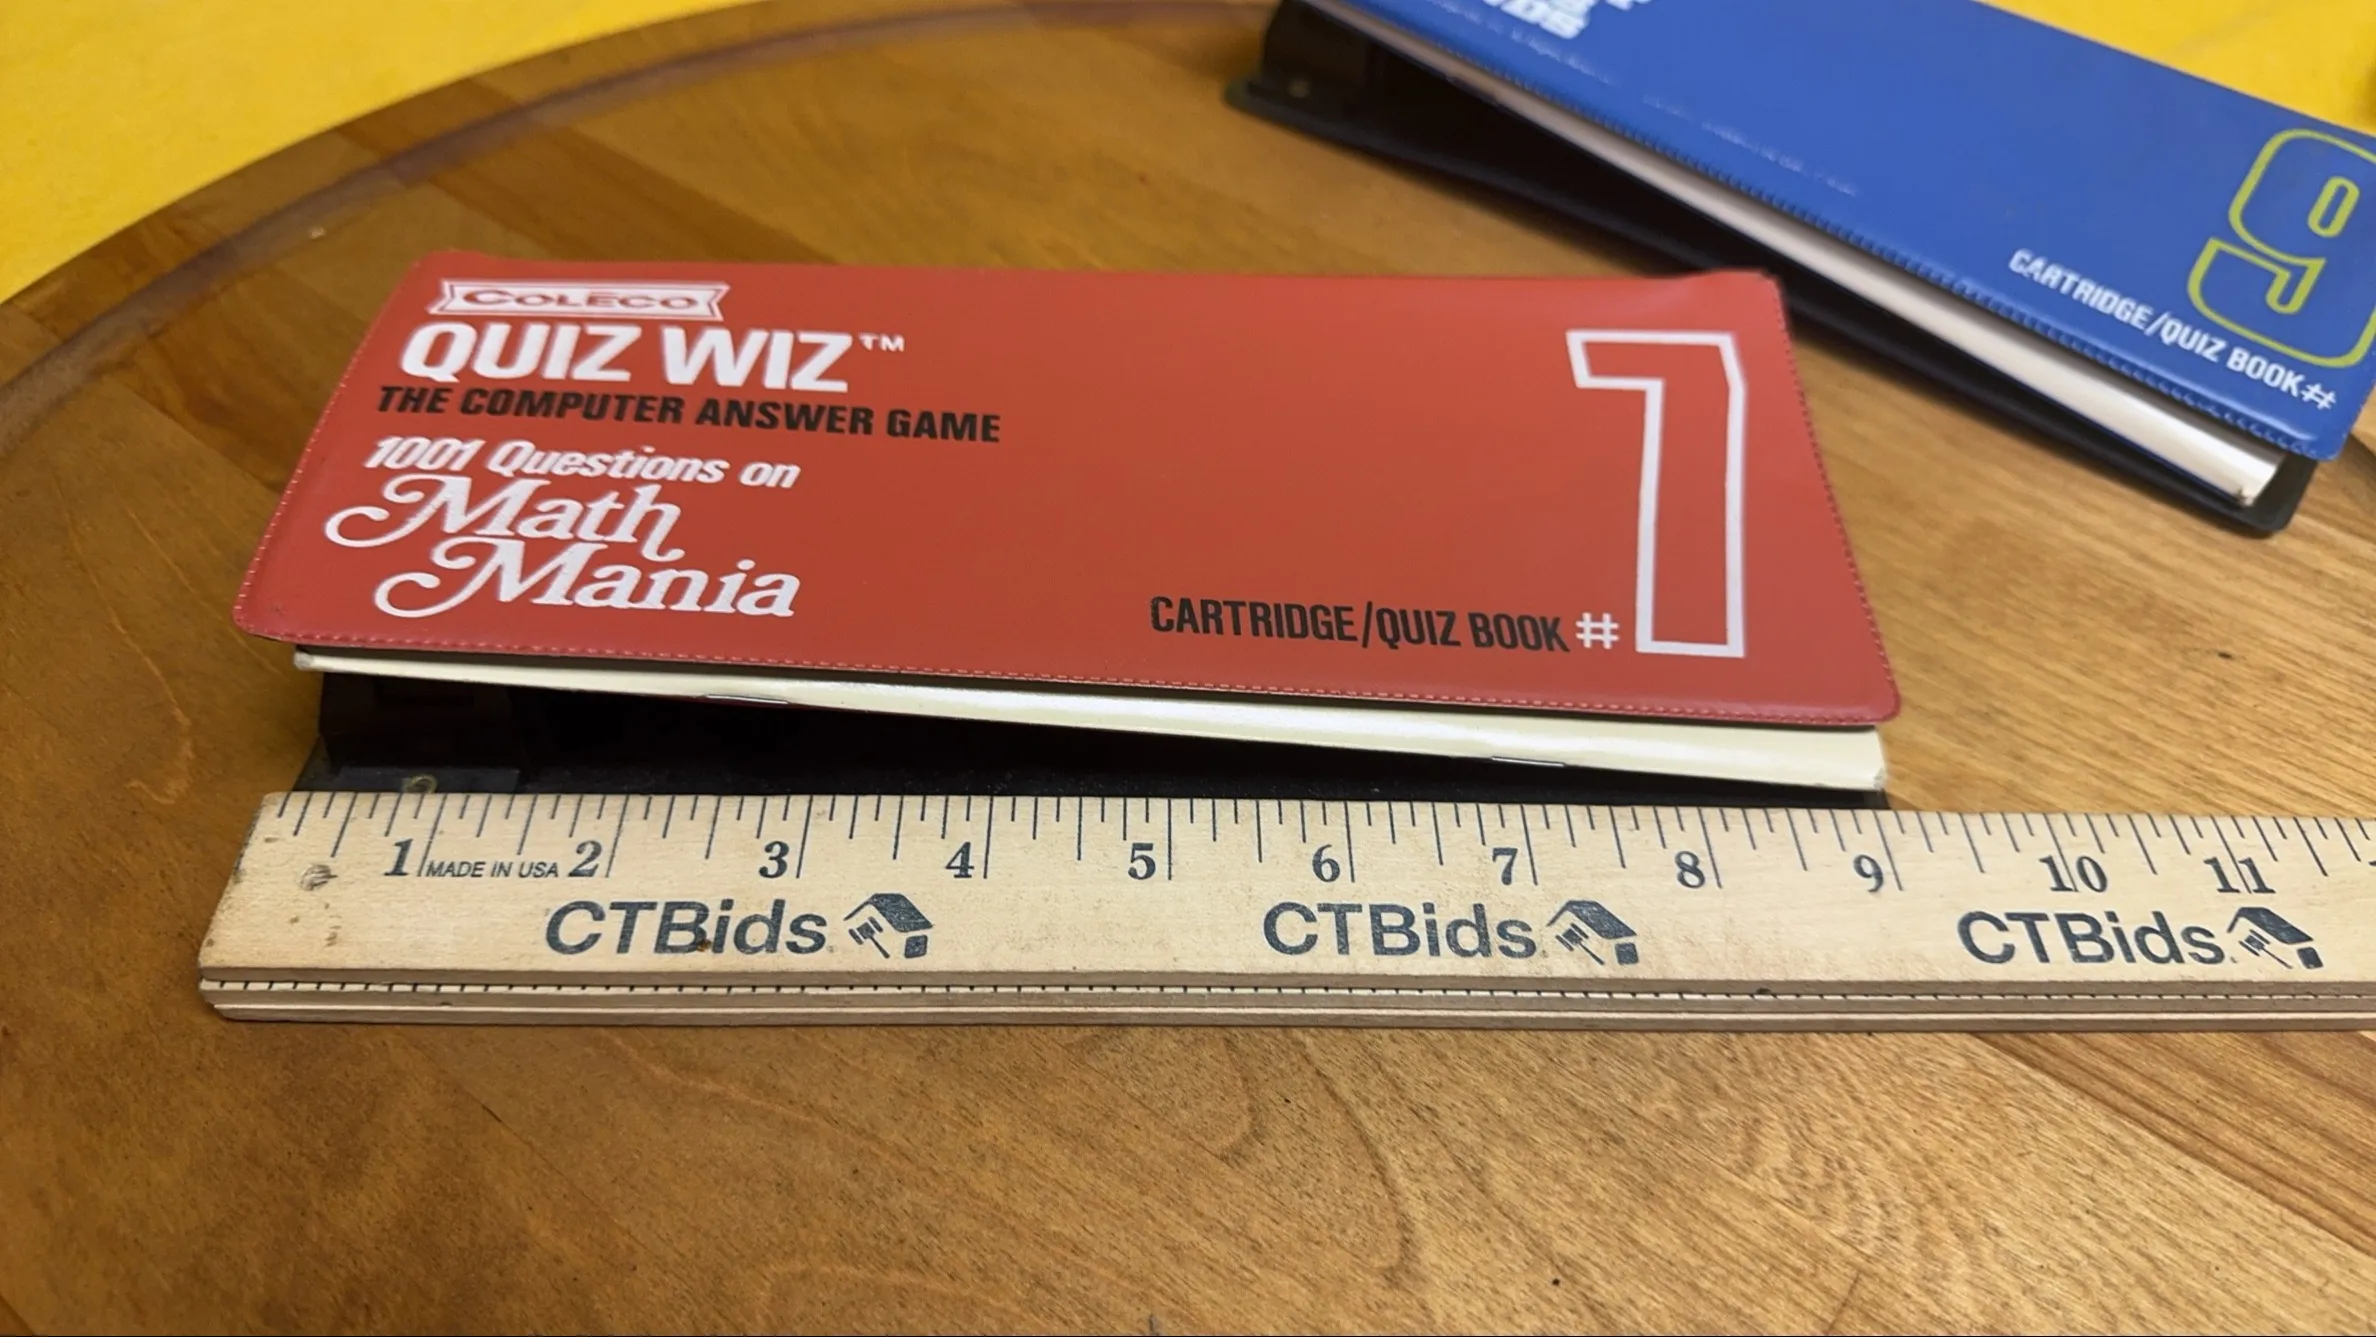 COLECO
QUIZ WIZ™
THE COMPUTER ANSWER GAME
1001 Questions on
Math
Mania
CARTRIDGE/QUIZ BOOK # 1
CARTRIDGE/QUIZ BOOK # 9
1 MADE IN USA 2 3 4 5 6 7 8 9 10 11
CTBids CTBids CTBids